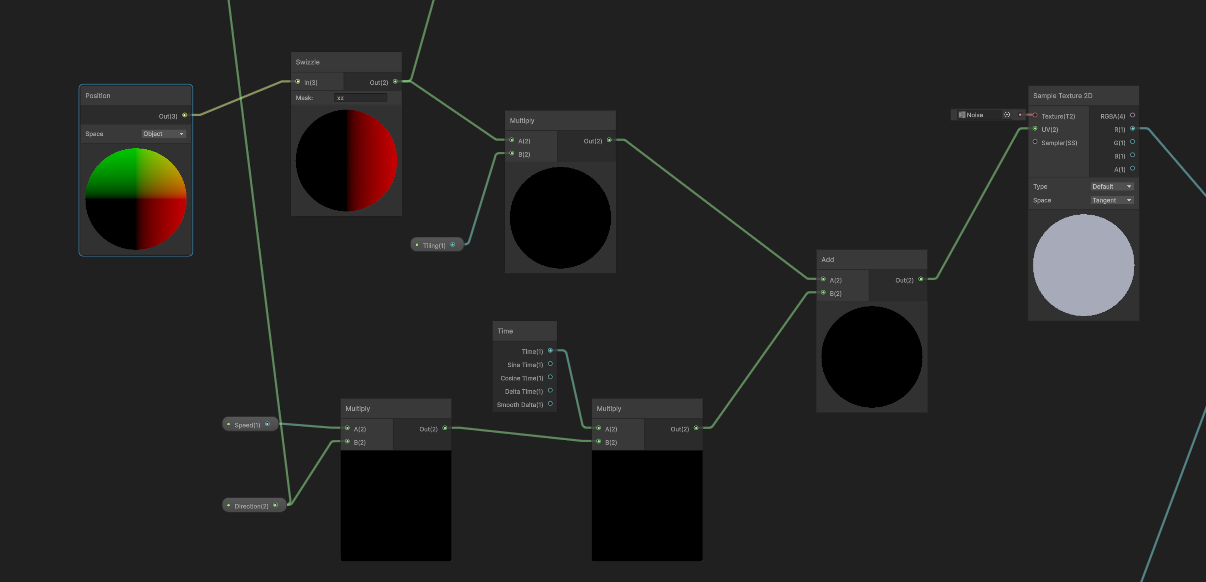 Position
Out(3)
Space
Object
Swizzle
In(3)
Out(2)
Mask:
xz
Multiply
A(2)
Out(2)
B(2)
Tiling(1)
Time
Time(1)
Sine Time(1)
Cosine Time(1)
Delta Time(1)
Smooth Delta(1)
Speed(1)
Direction(2)
Multiply
A(2)
Out(2)
B(2)
Multiply
A(2)
Out(2)
B(2)
Add
A(2)
Out(2)
B(2)
Noise
Sample Texture 2D
Texture(T2)
RGBA(4)
UV(2)
R(1)
Sampler(SS)
G(1)
B(1)
A(1)
Type
Default
Space
Tangent